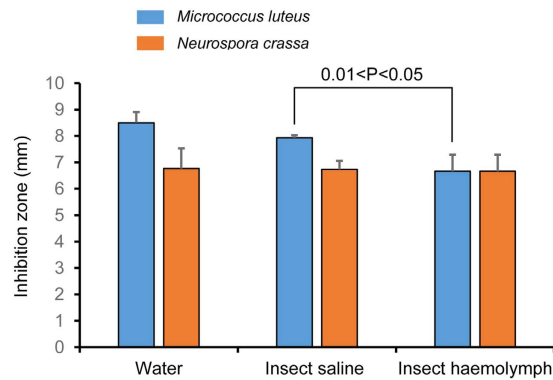 Micrococcus luteus
Neurospora crassa
0.01<P<0.05
10
9
8
7
6
5
4
3
2
1
0
Inhibition zone (mm)
Water
Insect saline
Insect haemolymph